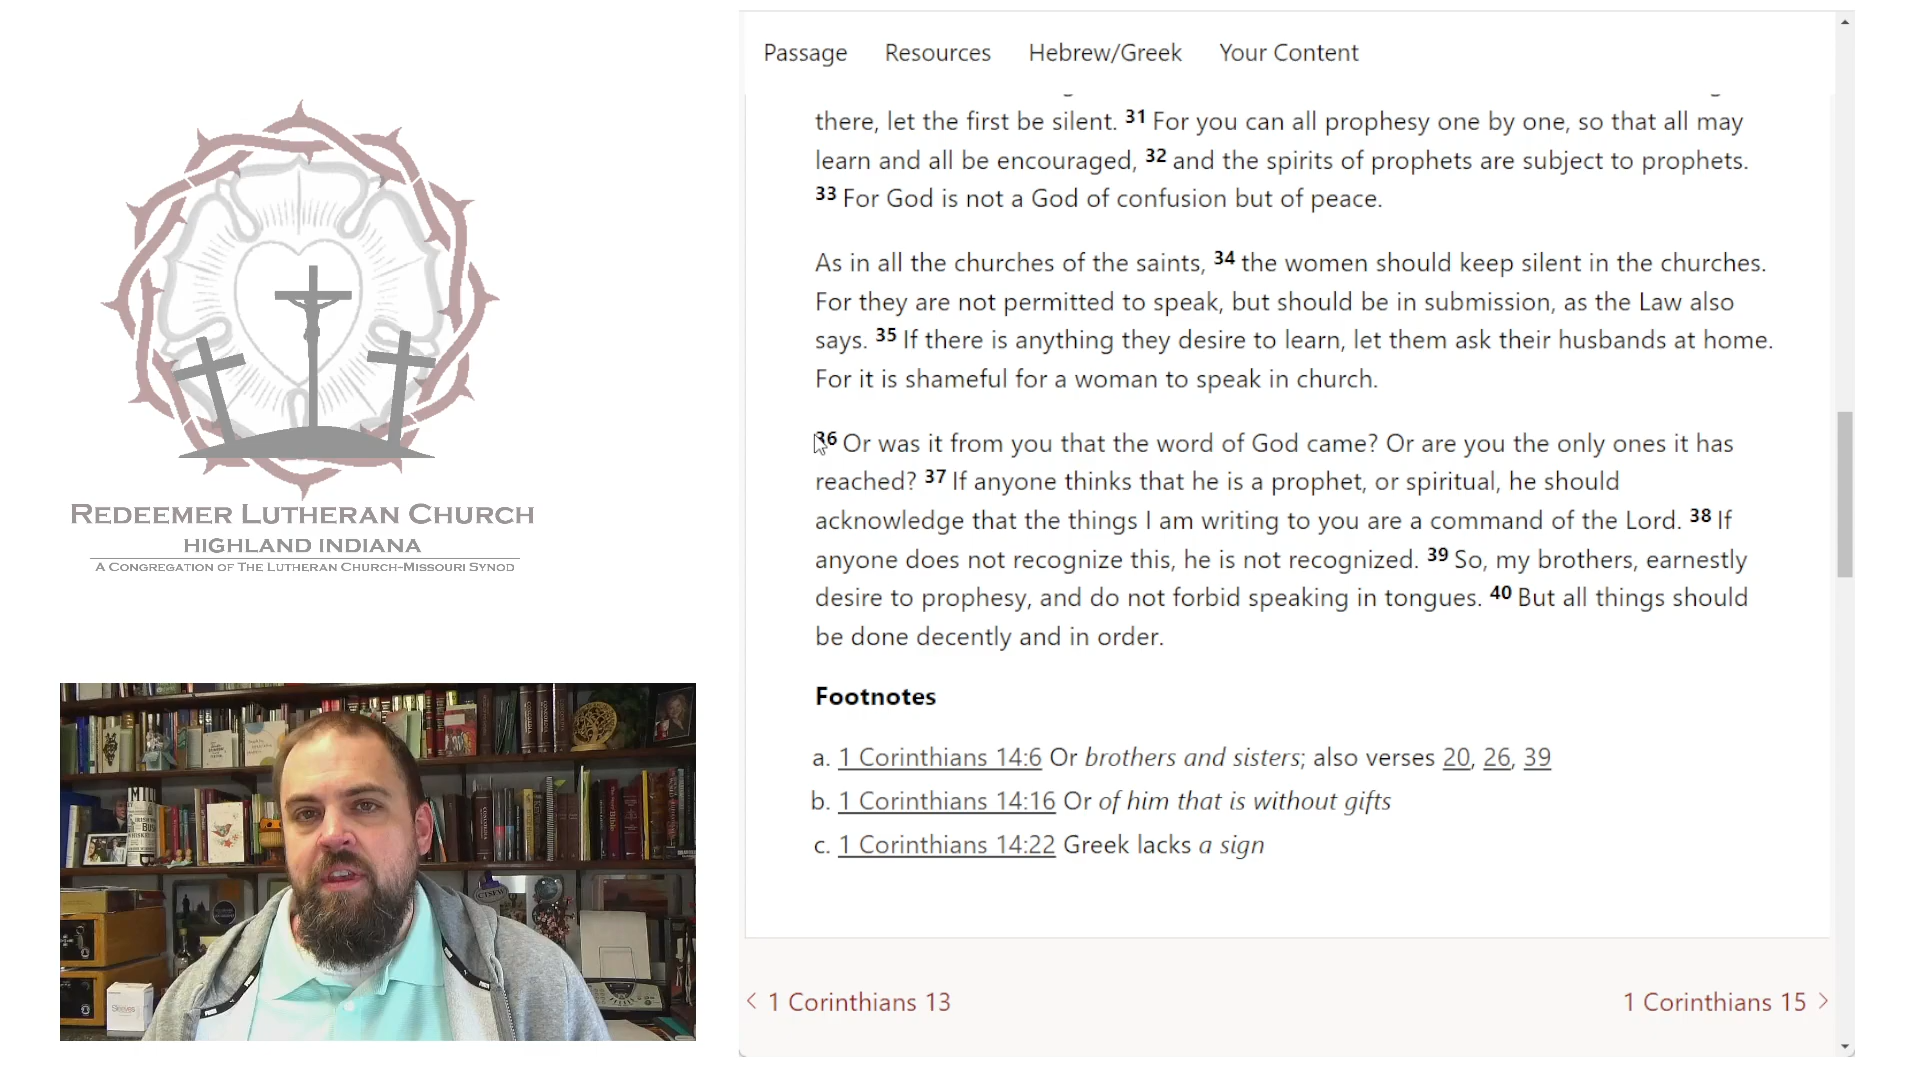 Passage Resources Hebrew/Greek Your Content
there, let the first be silent. 31 For you can all prophesy one by one, so that all may
learn and all be encouraged, 32 and the spirits of prophets are subject to prophets.
33 For God is not a God of confusion but of peace.
As in all the churches of the saints, 34 the women should keep silent in the churches.
For they are not permitted to speak, but should be in submission, as the Law also
says. 35 If there is anything they desire to learn, let them ask their husbands at home.
For it is shameful for a woman to speak in church.
36 Or was it from you that the word of God came? Or are you the only ones it has
reached? 37 If anyone thinks that he is a prophet, or spiritual, he should
acknowledge that the things I am writing to you are a command of the Lord. 38 If
anyone does not recognize this, he is not recognized. 39 So, my brothers, earnestly
desire to prophesy, and do not forbid speaking in tongues. 40 But all things should
be done decently and in order.
Footnotes
a. 1 Corinthians 14:6 Or brothers and sisters; also verses 20, 26, 39
b. 1 Corinthians 14:16 Or of him that is without gifts
c. 1 Corinthians 14:22 Greek lacks a sign
< 1 Corinthians 13
1 Corinthians 15 >
REDEEMER LUTHERAN CHURCH
HIGHLAND INDIANA
A CONGREGATION OF THE LUTHERAN CHURCH-MISSOURI SYNOD
CTSFW
Sleeves